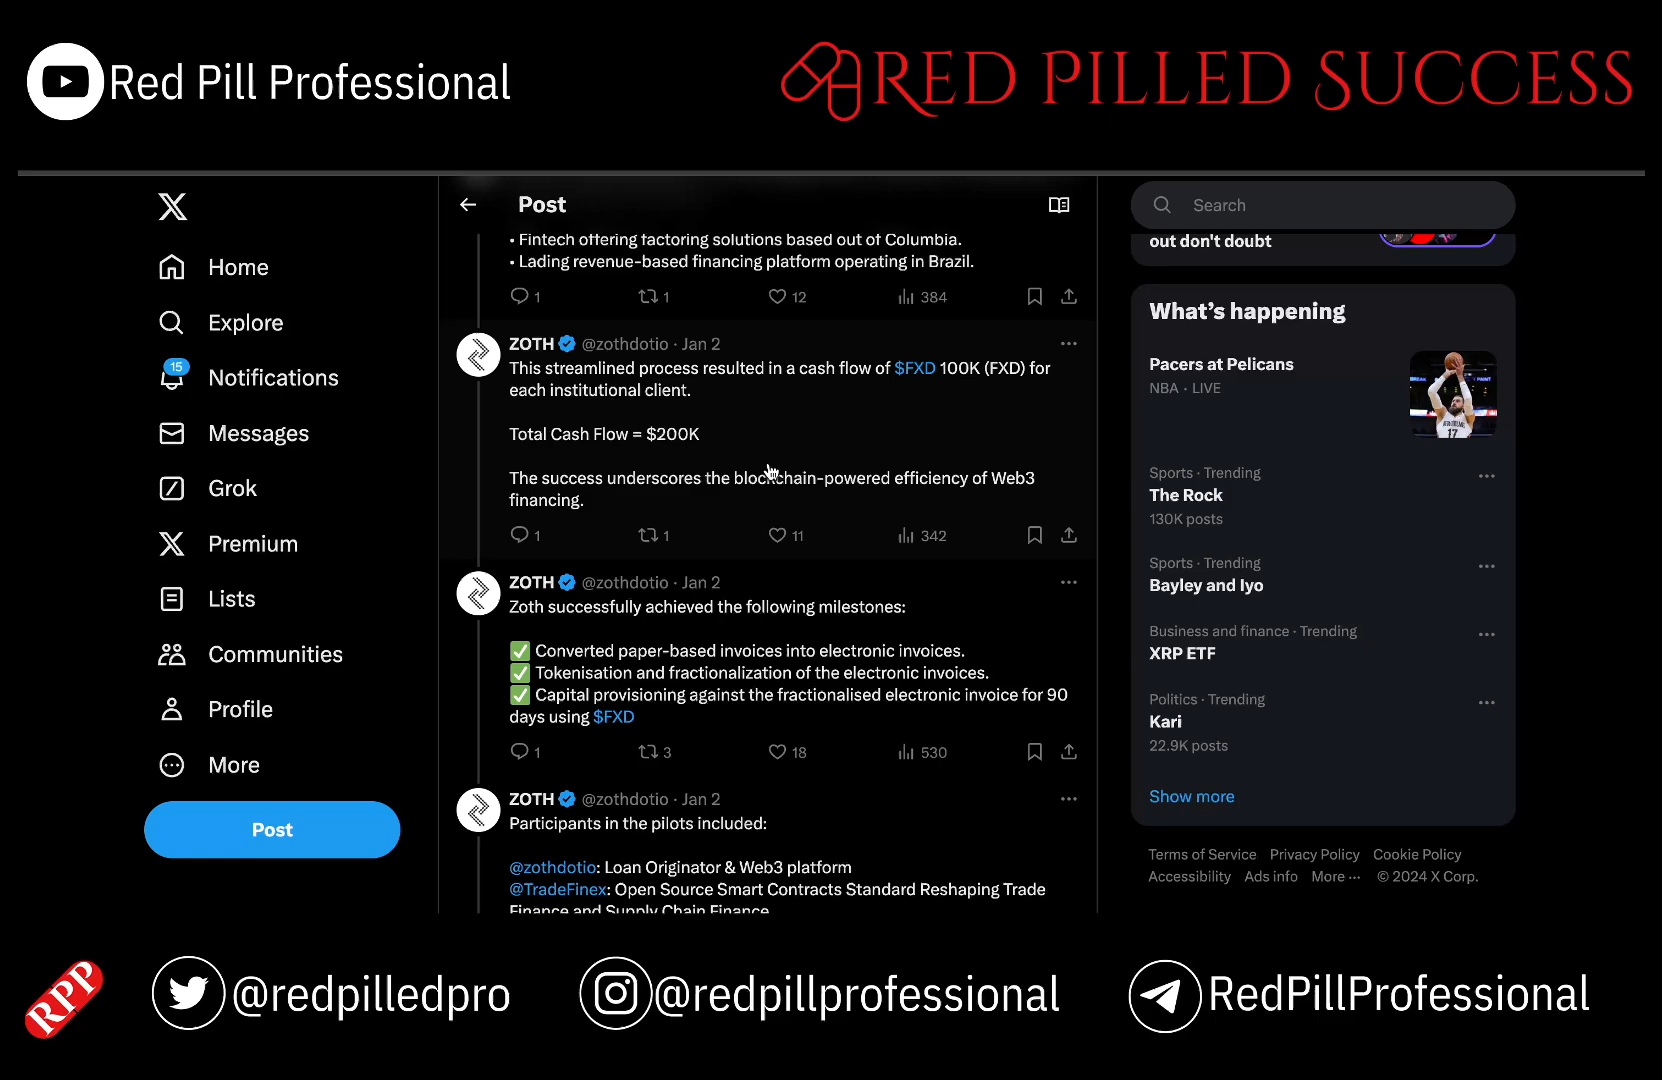 Red Pill Professional
RED PILLED SUCCESS
Post
Search
• Fintech offering factoring solutions based out of Columbia.
• Lading revenue-based financing platform operating in Brazil.
1 1 12 384
ZOTH @zothdotio · Jan 2
This streamlined process resulted in a cash flow of $FXD 100K (FXD) for
each institutional client.
Total Cash Flow = $200K
The success underscores the blockchain-powered efficiency of Web3
financing.
1 1 11 342
ZOTH @zothdotio · Jan 2
Zoth successfully achieved the following milestones:
✅ Converted paper-based invoices into electronic invoices.
✅ Tokenisation and fractionalization of the electronic invoices.
✅ Capital provisioning against the fractionalised electronic invoice for 90
days using $FXD
1 3 18 530
ZOTH @zothdotio · Jan 2
Participants in the pilots included:
@zothdotio: Loan Originator & Web3 platform
@TradeFinex: Open Source Smart Contracts Standard Reshaping Trade
Finance and Supply Chain Finance
Home
Explore
15
Notifications
Messages
Grok
Premium
Lists
Communities
Profile
More
Post
out don't doubt
What's happening
Pacers at Pelicans
NBA · LIVE
17
Sports · Trending
The Rock
130K posts
Sports · Trending
Bayley and Iyo
Business and finance · Trending
XRP ETF
Politics · Trending
Kari
22.9K posts
Show more
Terms of Service Privacy Policy Cookie Policy
Accessibility Ads info More ··· © 2024 X Corp.
RPP
@redpilledpro
@redpillprofessional
RedPillProfessional